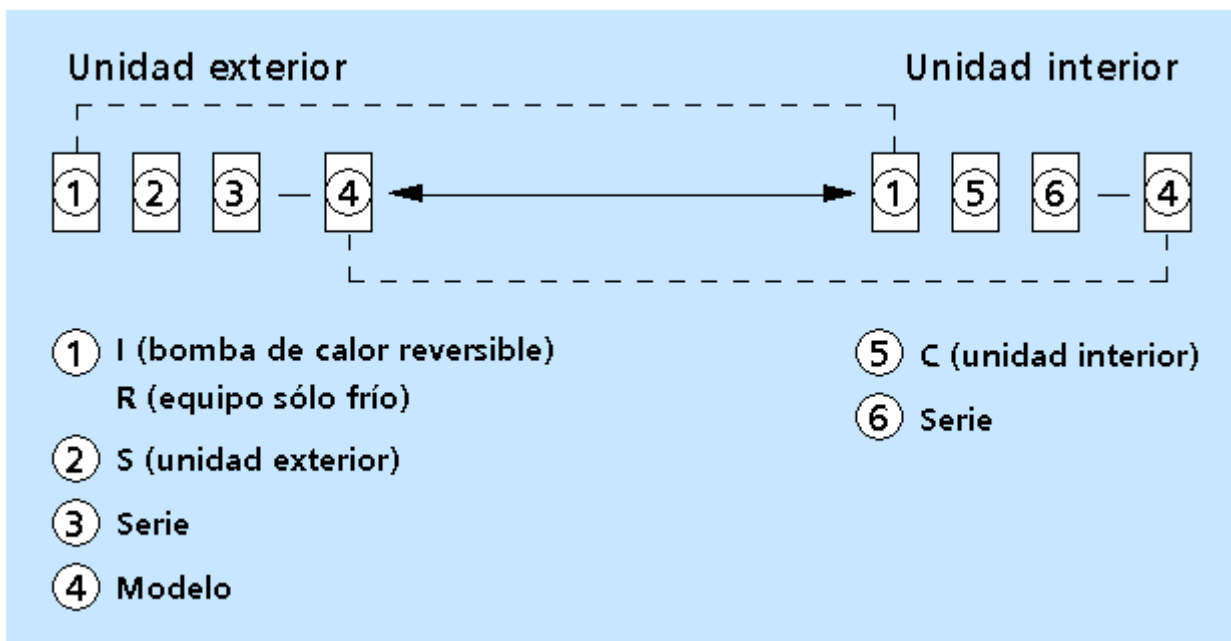 Unidad exterior
Unidad interior
1 2 3 – 4
1 5 6 – 4
1 I (bomba de calor reversible)
R (equipo sólo frío)
2 S (unidad exterior)
3 Serie
4 Modelo
5 C (unidad interior)
6 Serie